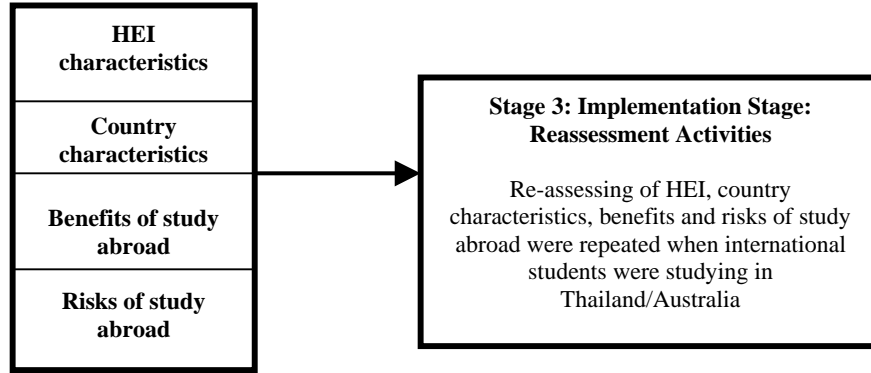 HEI
characteristics
Country
characteristics
Benefits of study
abroad
Risks of study
abroad
Stage 3: Implementation Stage:
Reassessment Activities
Re-assessing of HEI, country
characteristics, benefits and risks of study
abroad were repeated when international
students were studying in
Thailand/Australia